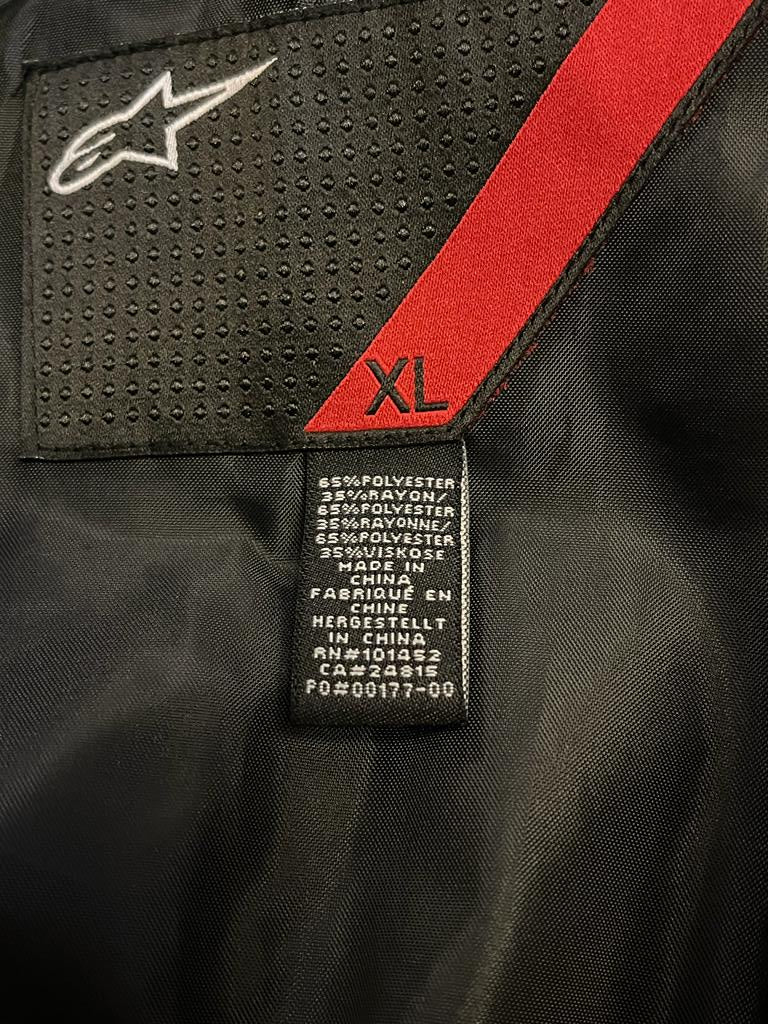 XL
65%POLYESTER
35%RAYON/
65%POLYESTER
35%RAYONNE/
65%POLYESTER
35%VISKOSE
MADE IN
CHINA
FABRIQUÉ EN
CHINE
HERGESTELLT
IN CHINA
RN#101452
CA#24815
PO#00177-00